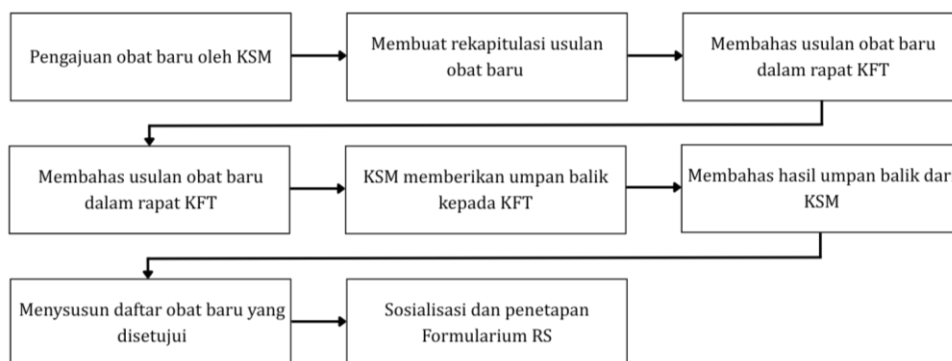 Pengajuan obat baru oleh KSM
Membuat rekapitulasi usulan
obat baru
Membahas usulan obat baru
dalam rapat KFT
Membahas usulan obat baru
dalam rapat KFT
KSM memberikan umpan balik
kepada KFT
Membahas hasil umpan balik dar
KSM
Menysusun daftar obat baru yang
disetujui
Sosialisasi dan penetapan
Formularium RS